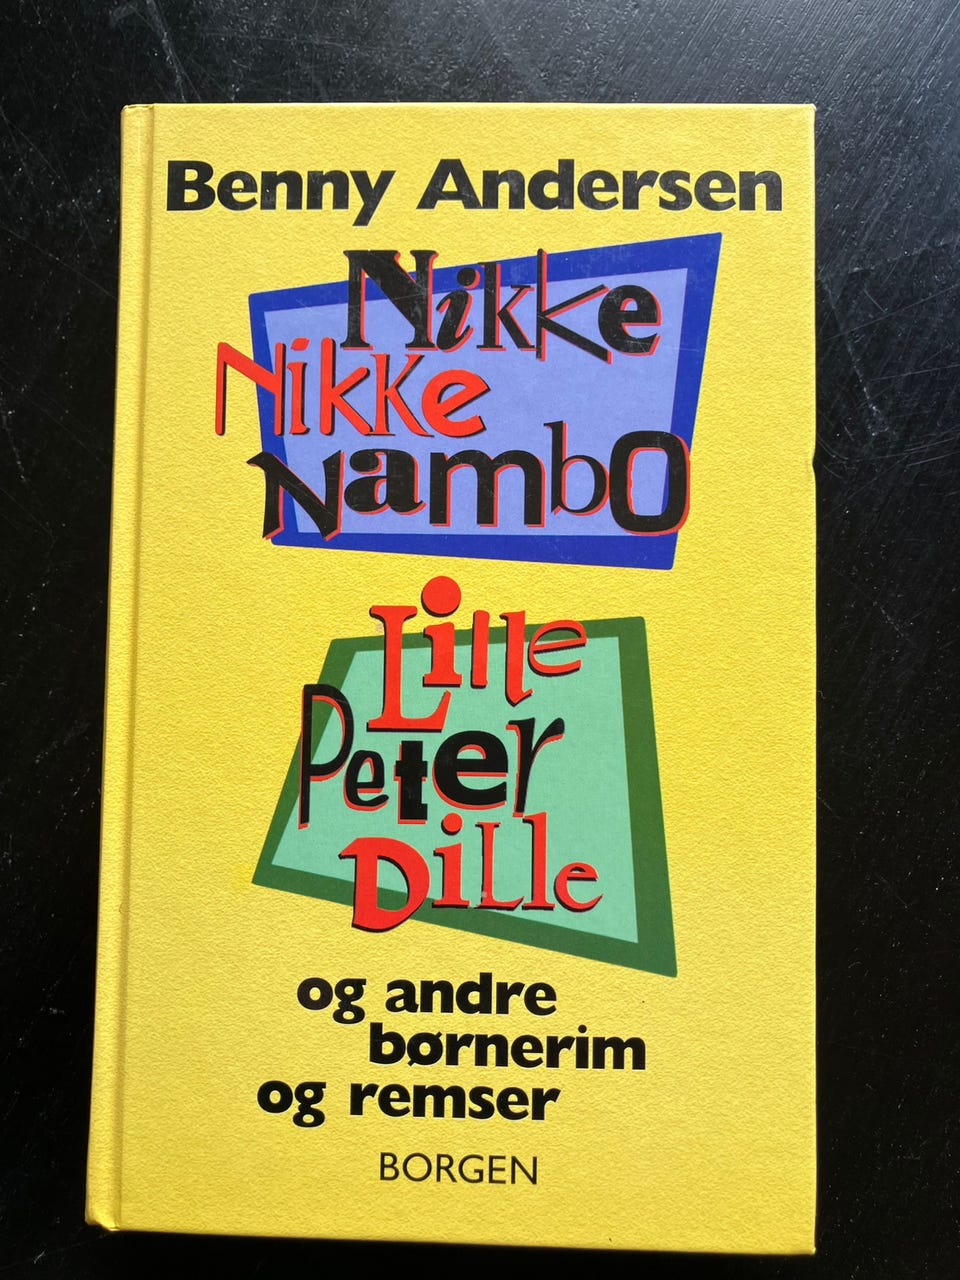 Benny Andersen
Nikke
Nikke
Nambo
Lille
Peter
Dille
og andre
børnerim
og remser
BORGEN